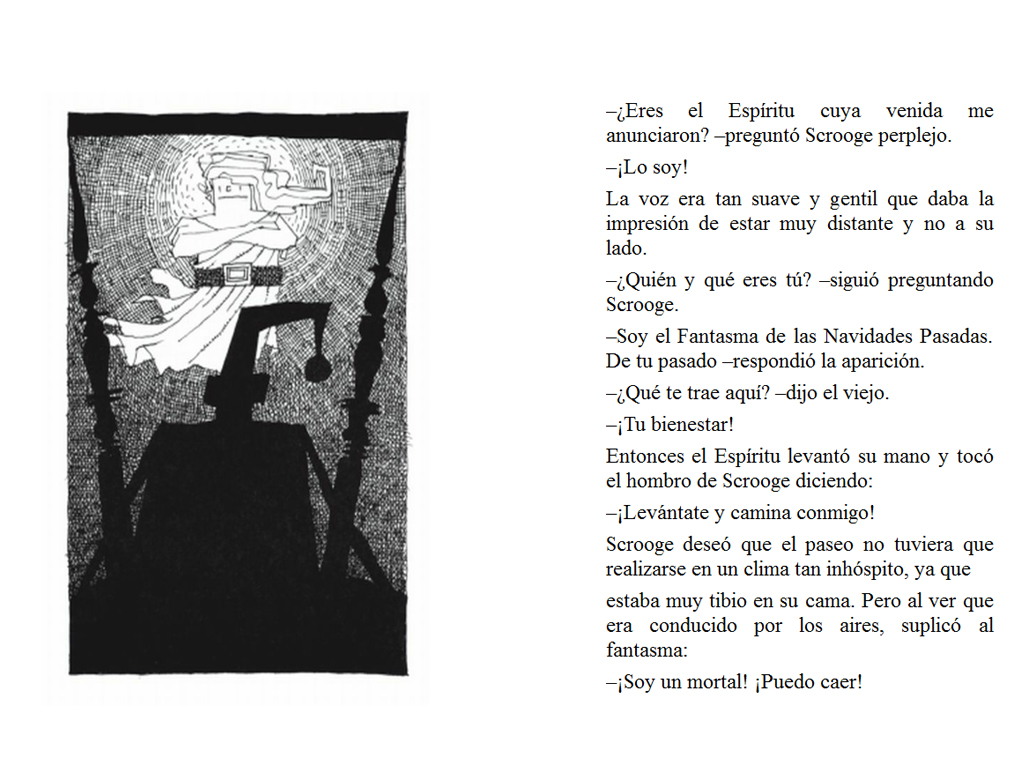 –¿Eres el Espíritu cuya venida me
anunciaron? –preguntó Scrooge perplejo.
–¡Lo soy!
La voz era tan suave y gentil que daba la
impresión de estar muy distante y no a su
lado.
–¿Quién y qué eres tú? –siguió preguntando
Scrooge.
–Soy el Fantasma de las Navidades Pasadas.
De tu pasado –respondió la aparición.
–¿Qué te trae aquí? –dijo el viejo.
–¡Tu bienestar!
Entonces el Espíritu levantó su mano y tocó
el hombro de Scrooge diciendo:
–¡Levántate y camina conmigo!
Scrooge deseó que el paseo no tuviera que
realizarse en un clima tan inhóspito, ya que
estaba muy tibio en su cama. Pero al ver que
era conducido por los aires, suplicó al
fantasma:
–¡Soy un mortal! ¡Puedo caer!